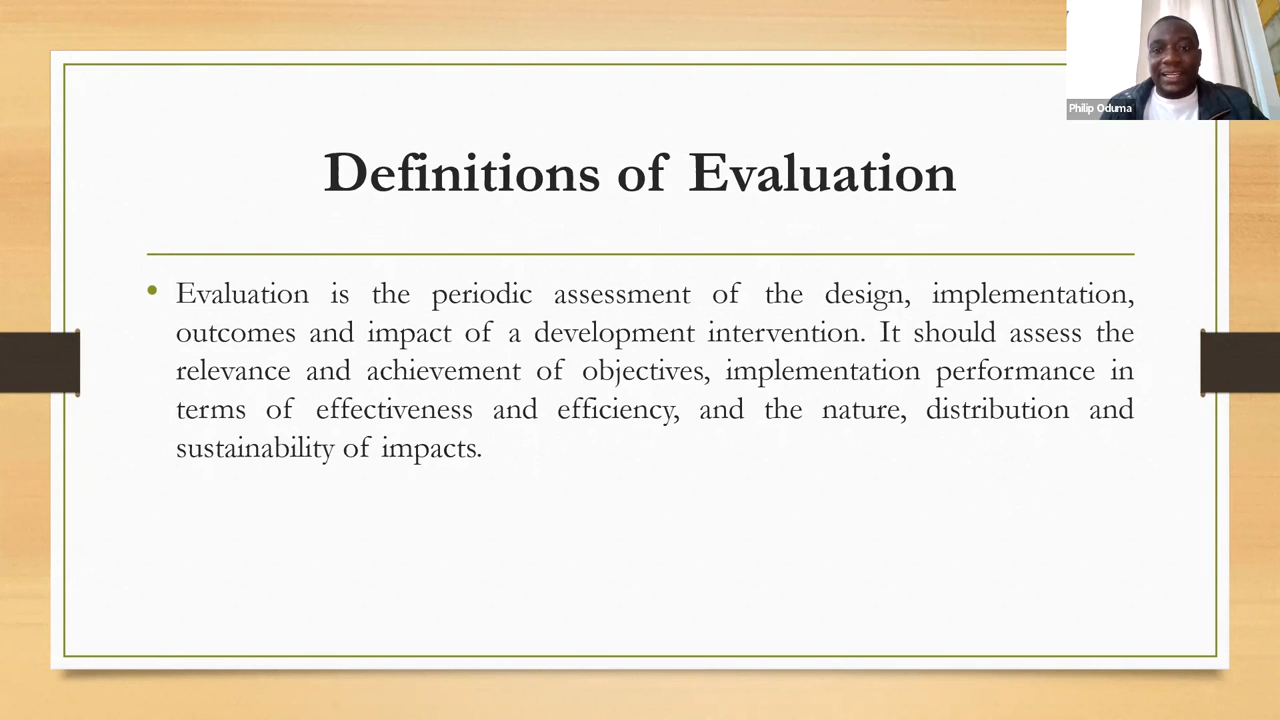 Philip Oduma
Definitions of Evaluation
• Evaluation is the periodic assessment of the design, implementation,
outcomes and impact of a development intervention. It should assess the
relevance and achievement of objectives, implementation performance in
terms of effectiveness and efficiency, and the nature, distribution and
sustainability of impacts.